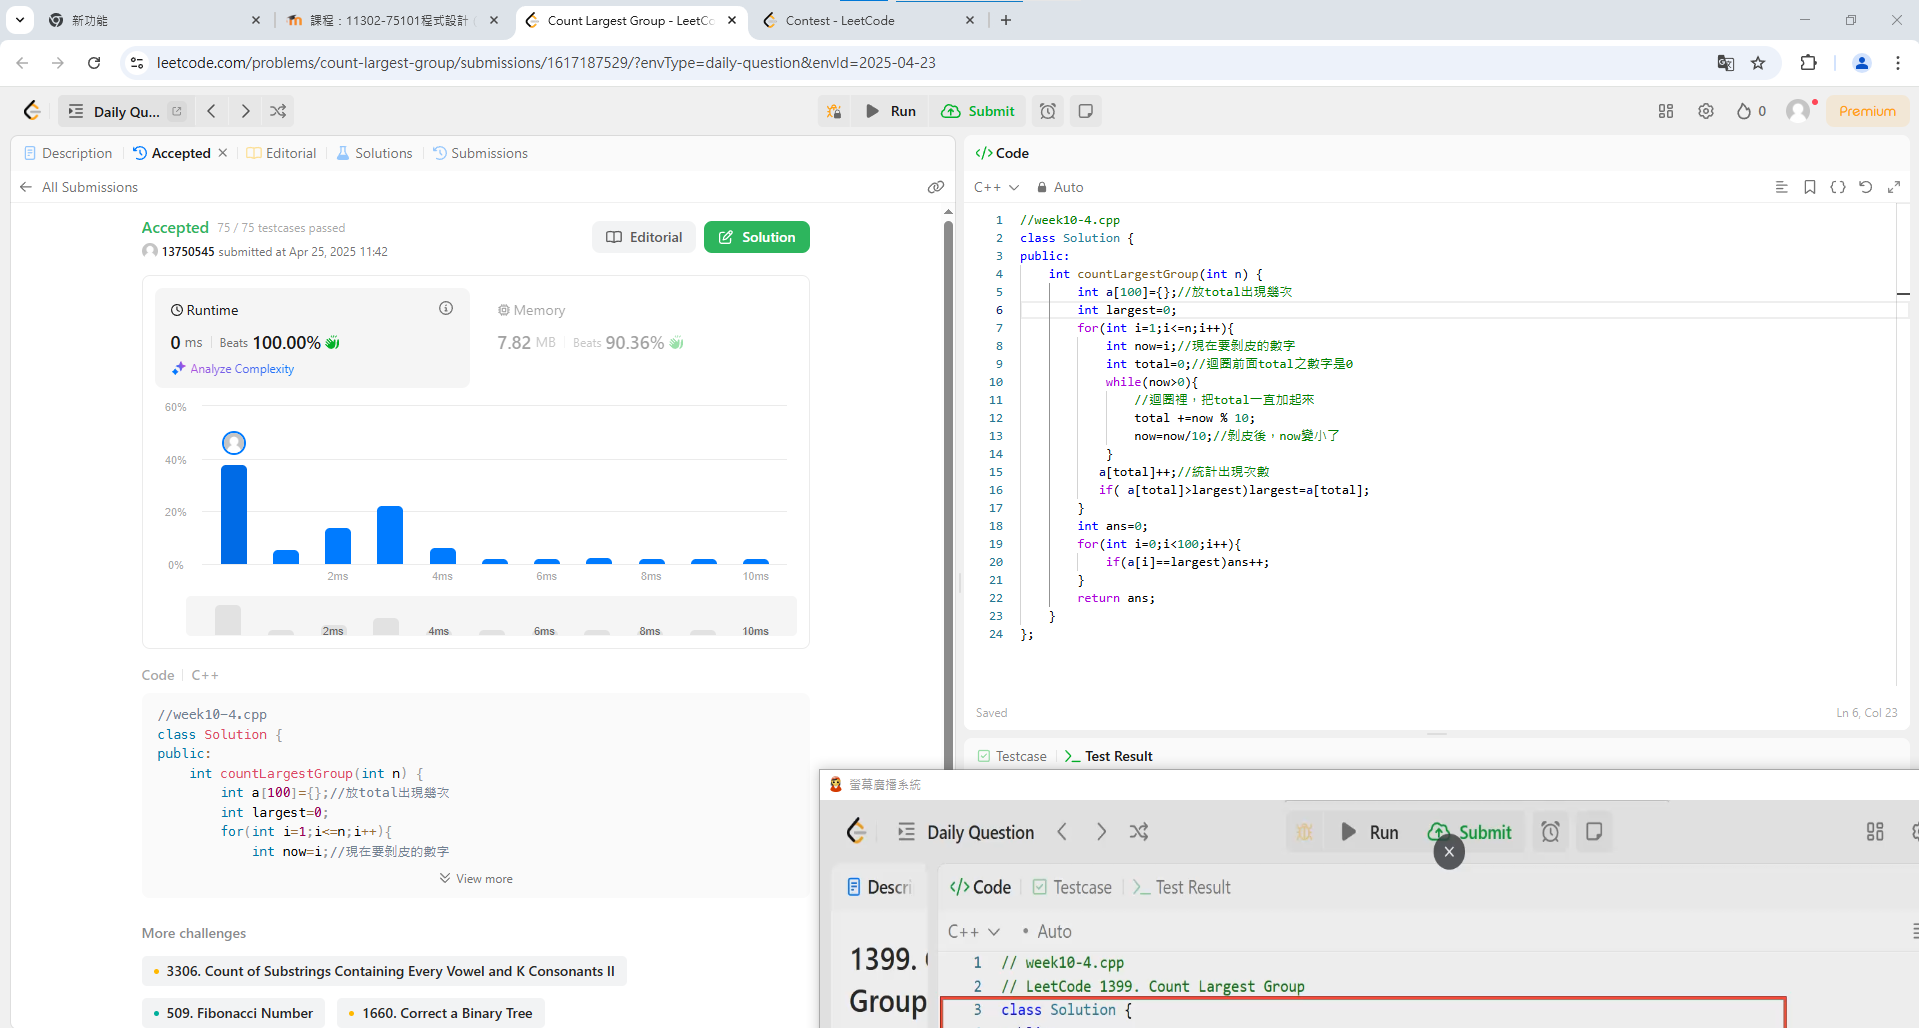 新功能
課程：11302-75101程式設計
Count Largest Group - LeetCo
Contest - LeetCode
leetcode.com/problems/count-largest-group/submissions/1617187529/?envType=daily-question&envId=2025-04-23
Daily Qu...
Run
Submit
0
Premium
Description
Accepted
Editorial
Solutions
Submissions
All Submissions
Accepted 75 / 75 testcases passed
13750545 submitted at Apr 25, 2025 11:42
Editorial
Solution
Runtime
0 ms Beats 100.00%
Analyze Complexity
Memory
7.82 MB Beats 90.36%
60%
40%
20%
0%
2ms 4ms 6ms 8ms 10ms
2ms 4ms 6ms 8ms 10ms
Code C++
//week10-4.cpp
class Solution {
public:
int countLargestGroup(int n) {
int a[100]={};//放total出現幾次
int largest=0;
for(int i=1;i<=n;i++){
int now=i;//現在要剝皮的數字
View more
More challenges
3306. Count of Substrings Containing Every Vowel and K Consonants II
509. Fibonacci Number
1660. Correct a Binary Tree
Code
C++ Auto
1 //week10-4.cpp
2 class Solution {
3 public:
4 int countLargestGroup(int n) {
5 int a[100]={};//放total出現幾次
6 int largest=0;
7 for(int i=1;i<=n;i++){
8 int now=i;//現在要剝皮的數字
9 int total=0;//迴圈前面total之數字是0
10 while(now>0){
11 //迴圈裡，把total一直加起來
12 total +=now % 10;
13 now=now/10;//剝皮後，now變小了
14 }
15 a[total]++;//統計出現次數
16 if( a[total]>largest)largest=a[total];
17 }
18 int ans=0;
19 for(int i=0;i<100;i++){
20 if(a[i]==largest)ans++;
21 }
22 return ans;
23 }
24 };
Saved
Ln 6, Col 23
Testcase
Test Result
螢幕廣播系統
Daily Question
Run
Submit
Descri
Code
Testcase
Test Result
C++ Auto
1399.
Group
1 // week10-4.cpp
2 // LeetCode 1399. Count Largest Group
3 class Solution {